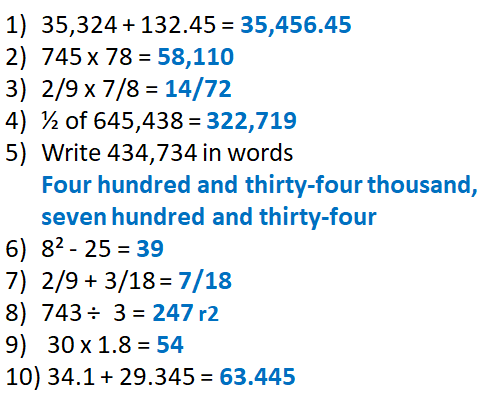 1) 35,324 + 132.45 = 35,456.45
2) 745 x 78 = 58,110
3) 2/9 x 7/8 = 14/72
4) ½ of 645,438 = 322,719
5) Write 434,734 in words
Four hundred and thirty-four thousand,
seven hundred and thirty-four
6) 8² - 25 = 39
7) 2/9 + 3/18 = 7/18
8) 743 ÷ 3 = 247 r2
9) 30 x 1.8 = 54
10) 34.1 + 29.345 = 63.445